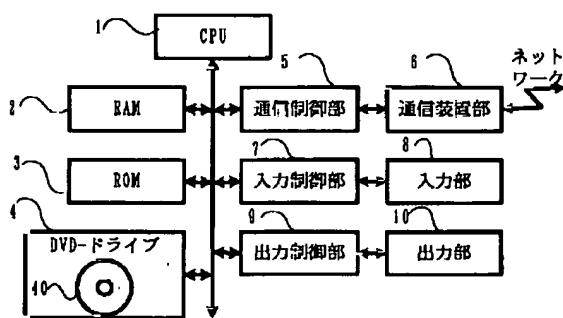 1
CPU
2
RAM
3
ROM
4
DVD-ドライブ
40
5
通信制御部
6
通信装置部
ネット
ワーク
7
入力制御部
8
入力部
9
出力制御部
10
出力部